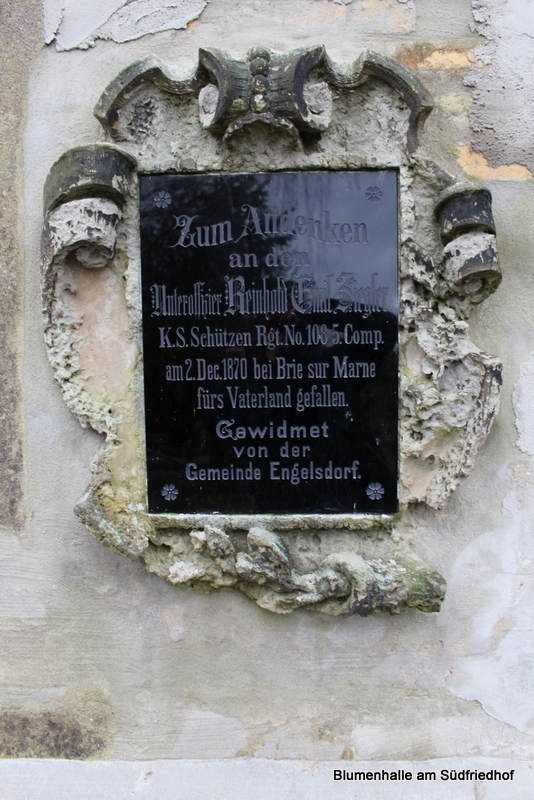 Zum Andenken
an den
Unteroffizier Reinhold Emil Ziegler
K.S. Schützen Rgt. No. 108 5. Comp.
am 2. Dec. 1870 bei Brie sur Marne
fürs Vaterland gefallen.
Gewidmet
von der
Gemeinde Engelsdorf.
Blumenhalle am Südfriedhof